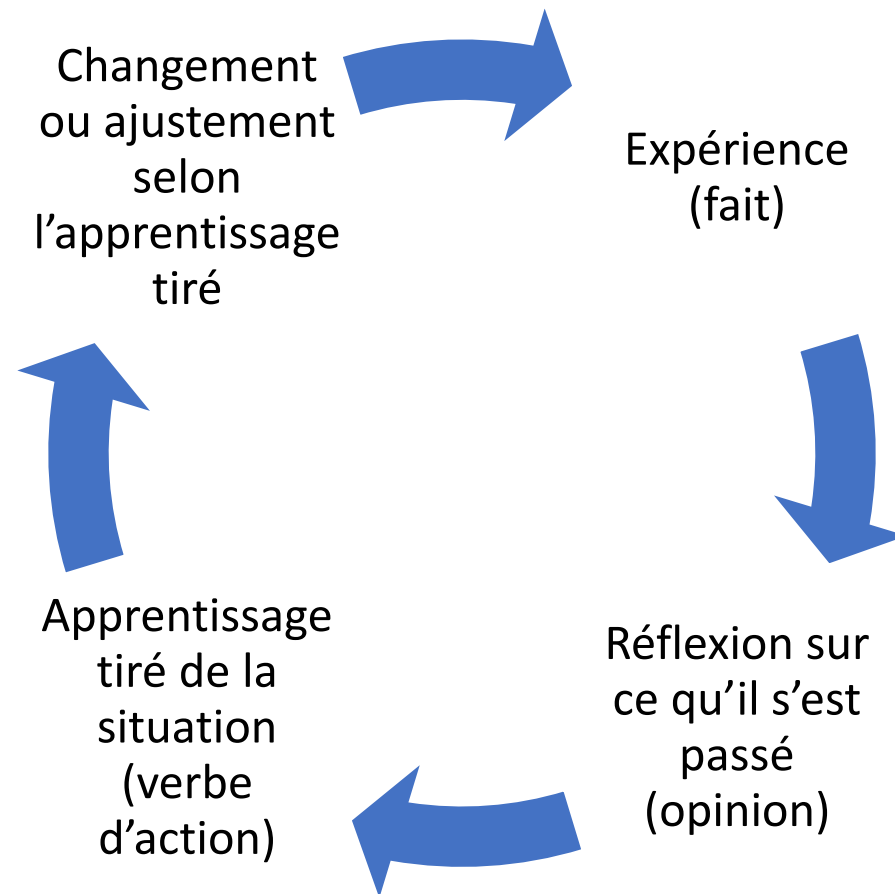 Changement
ou ajustement
selon
l’apprentissage
tiré
Expérience
(fait)
Réflexion sur
ce qu’il s’est
passé
(opinion)
Apprentissage
tiré de la
situation
(verbe
d’action)